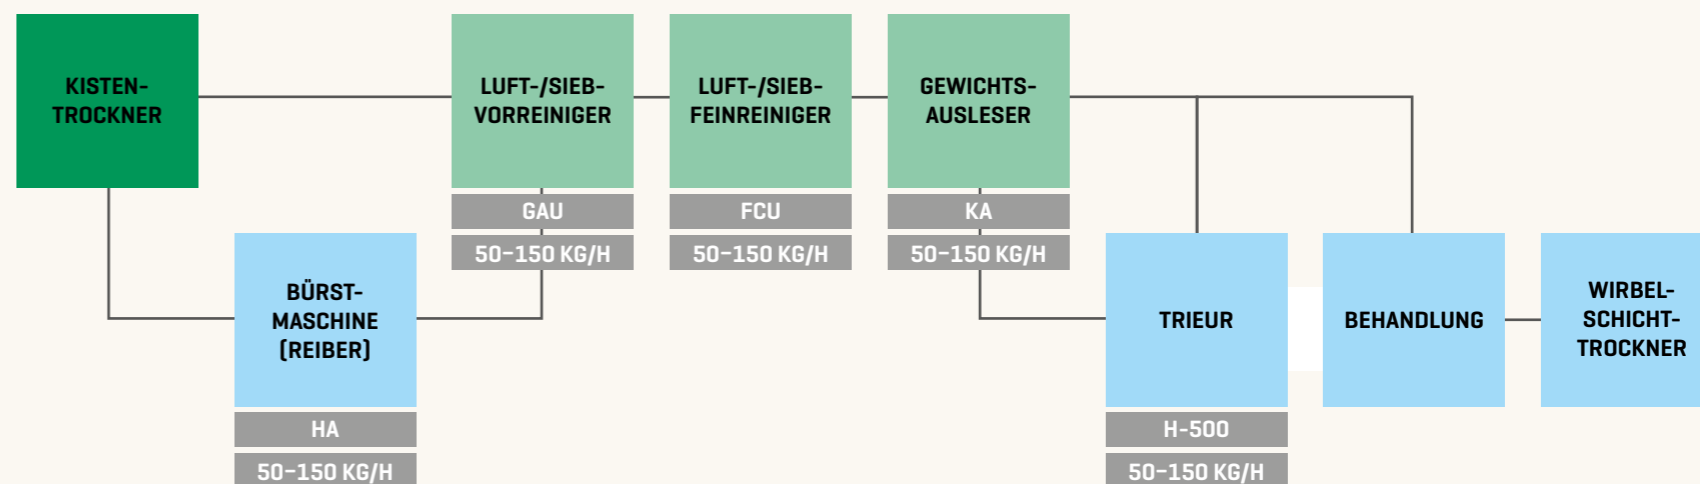 KISTEN-
TROCKNER
LUFT-/SIEB-
VORREINIGER
GAU
50–150 KG/H
LUFT-/SIEB-
FEINREINIGER
FCU
50–150 KG/H
GEWICHTS-
AUSLESER
KA
50–150 KG/H
BÜRST-
MASCHINE
(REIBER)
HA
50–150 KG/H
TRIEUR
H-500
50–150 KG/H
BEHANDLUNG
WIRBEL-
SCHICHT-
TROCKNER